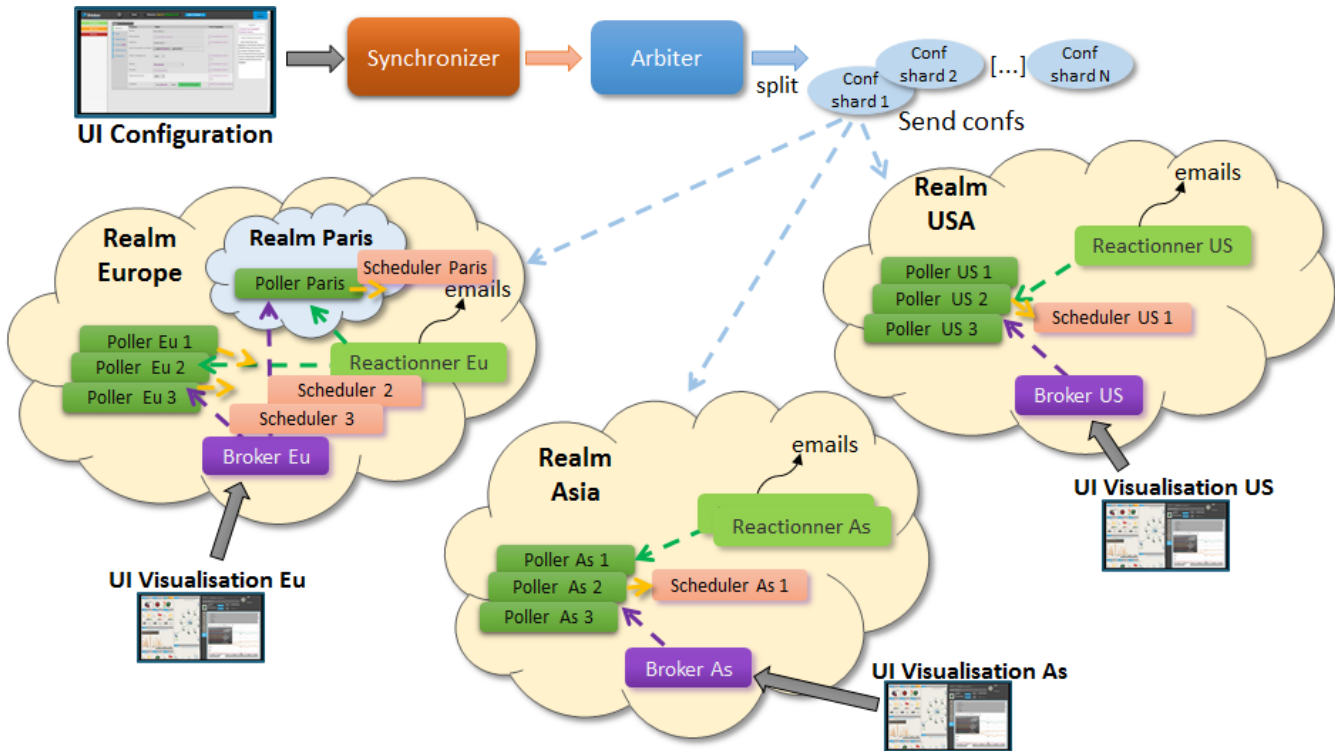 UI Configuration
Synchronizer
Arbiter
split
Conf
shard 1
Conf
shard 2
[...]
Conf
shard N
Send confs
Realm
Europe
Realm Paris
Poller Paris
Scheduler Paris
emails
Poller Eu 1
Poller Eu 2
Poller Eu 3
Reactionner Eu
Scheduler 2
Scheduler 3
Broker Eu
UI Visualisation Eu
Realm
Asia
emails
Reactionner As
Poller As 1
Poller As 2
Poller As 3
Scheduler As 1
Broker As
UI Visualisation As
Realm
USA
emails
Reactionner US
Poller US 1
Poller US 2
Poller US 3
Scheduler US 1
Broker US
UI Visualisation US